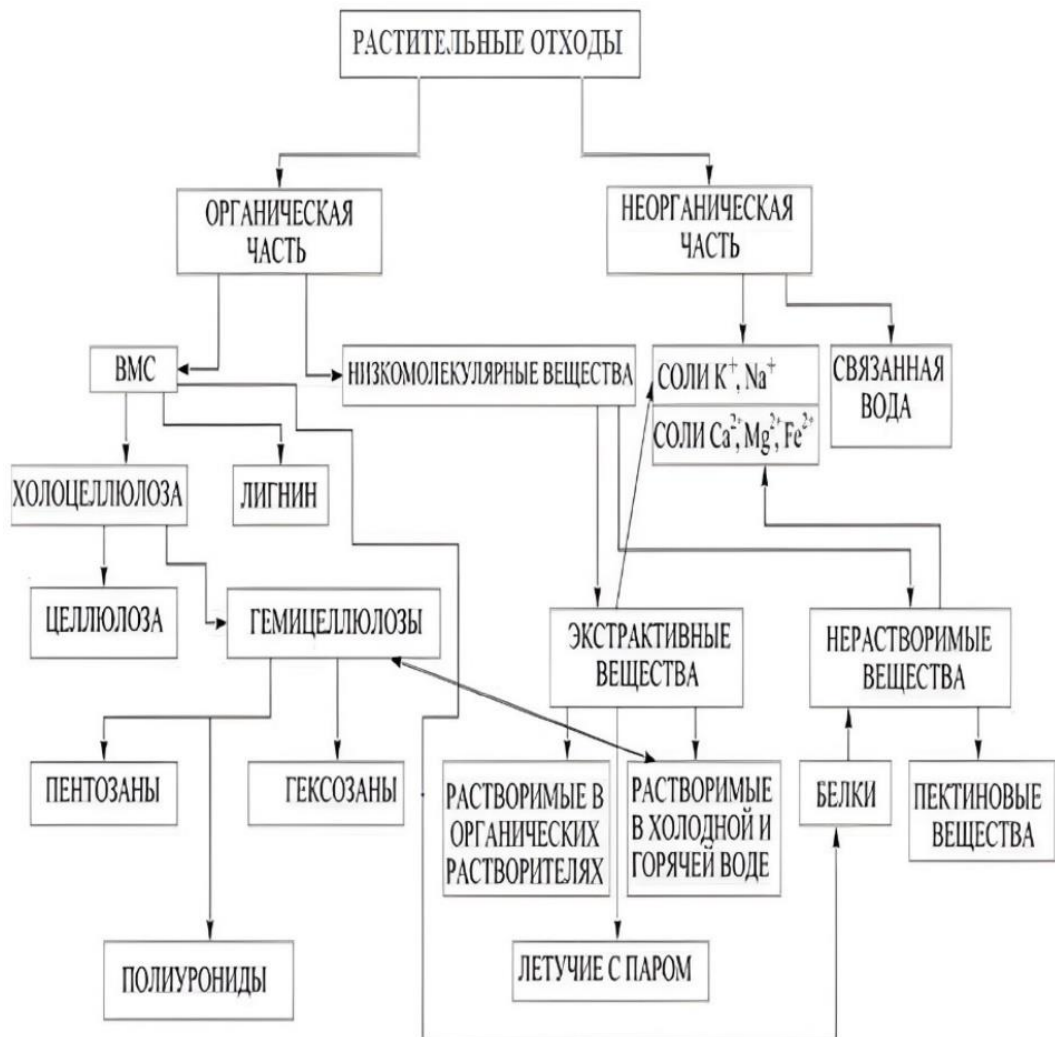 РАСТИТЕЛЬНЫЕ ОТХОДЫ
ОРГАНИЧЕСКАЯ
ЧАСТЬ
НЕОРГАНИЧЕСКАЯ
ЧАСТЬ
ВМС
НИЗКОМОЛЕКУЛЯРНЫЕ ВЕЩЕСТВА
СОЛИ K⁺, Na⁺
СОЛИ Ca²⁺, Mg²⁺, Fe²⁺
СВЯЗАННАЯ
ВОДА
ХОЛОЦЕЛЛЮЛОЗА
ЛИГНИН
ЦЕЛЛЮЛОЗА
ГЕМИЦЕЛЛЮЛОЗЫ
ЭКСТРАКТИВНЫЕ
ВЕЩЕСТВА
НЕРАСТВОРИМЫЕ
ВЕЩЕСТВА
ПЕНТОЗАНЫ
ГЕКСОЗАНЫ
РАСТВОРИМЫЕ В
ОРГАНИЧЕСКИХ
РАСТВОРИТЕЛЯХ
РАСТВОРИМЫЕ
В ХОЛОДНОЙ И
ГОРЯЧЕЙ ВОДЕ
БЕЛКИ
ПЕКТИНОВЫЕ
ВЕЩЕСТВА
ПОЛИУРОНИДЫ
ЛЕТУЧИЕ С ПАРОМ